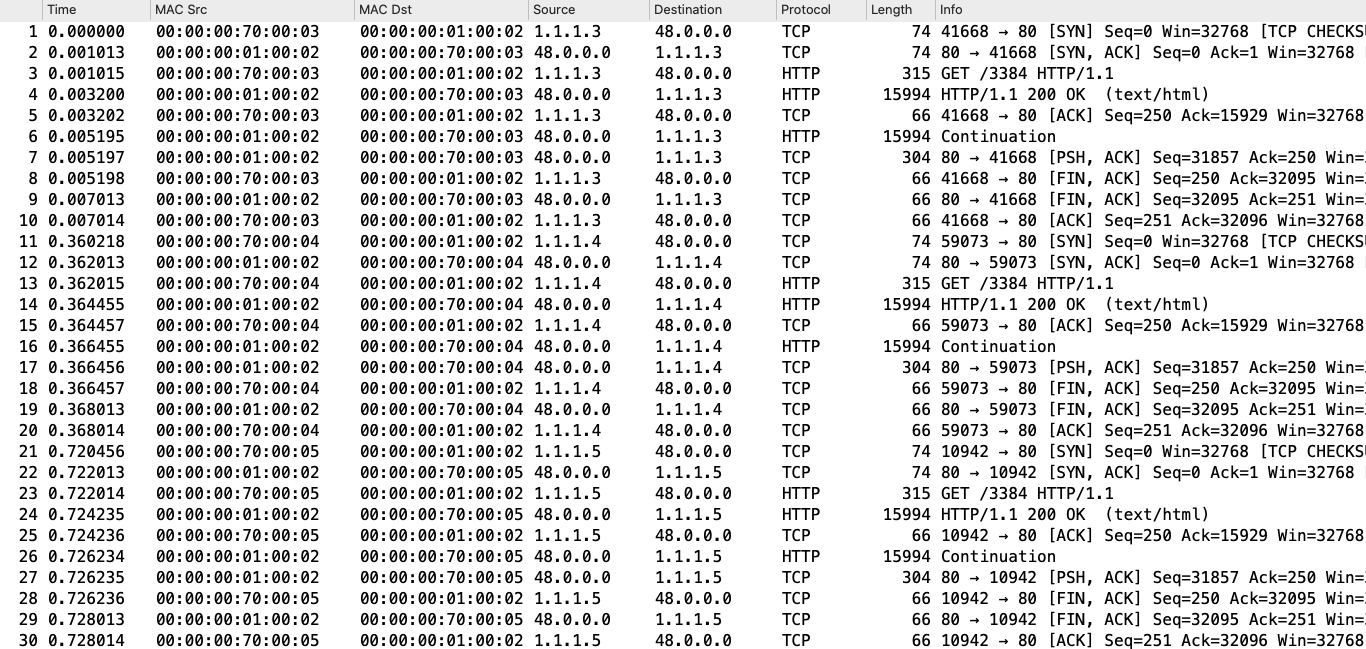 Time MAC Src MAC Dst Source Destination Protocol Length Info
1 0.000000 00:00:00:70:00:03 00:00:00:01:00:02 1.1.1.3 48.0.0.0 TCP 74 41668 → 80 [SYN] Seq=0 Win=32768 [TCP CHECKSU
2 0.001013 00:00:00:01:00:02 00:00:00:70:00:03 48.0.0.0 1.1.1.3 TCP 74 80 → 41668 [SYN, ACK] Seq=0 Ack=1 Win=32768
3 0.001015 00:00:00:70:00:03 00:00:00:01:00:02 1.1.1.3 48.0.0.0 HTTP 315 GET /3384 HTTP/1.1
4 0.003200 00:00:00:01:00:02 00:00:00:70:00:03 48.0.0.0 1.1.1.3 HTTP 15994 HTTP/1.1 200 OK (text/html)
5 0.003202 00:00:00:70:00:03 00:00:00:01:00:02 1.1.1.3 48.0.0.0 TCP 66 41668 → 80 [ACK] Seq=250 Ack=15929 Win=32768
6 0.005195 00:00:00:01:00:02 00:00:00:70:00:03 48.0.0.0 1.1.1.3 HTTP 15994 Continuation
7 0.005197 00:00:00:01:00:02 00:00:00:70:00:03 48.0.0.0 1.1.1.3 TCP 304 80 → 41668 [PSH, ACK] Seq=31857 Ack=250 Win=
8 0.005198 00:00:00:70:00:03 00:00:00:01:00:02 1.1.1.3 48.0.0.0 TCP 66 41668 → 80 [FIN, ACK] Seq=250 Ack=32095 Win=
9 0.007013 00:00:00:01:00:02 00:00:00:70:00:03 48.0.0.0 1.1.1.3 TCP 66 80 → 41668 [FIN, ACK] Seq=32095 Ack=251 Win=
10 0.007014 00:00:00:70:00:03 00:00:00:01:00:02 1.1.1.3 48.0.0.0 TCP 66 41668 → 80 [ACK] Seq=251 Ack=32096 Win=32768
11 0.360218 00:00:00:70:00:04 00:00:00:01:00:02 1.1.1.4 48.0.0.0 TCP 74 59073 → 80 [SYN] Seq=0 Win=32768 [TCP CHECKSU
12 0.362013 00:00:00:01:00:02 00:00:00:70:00:04 48.0.0.0 1.1.1.4 TCP 74 80 → 59073 [SYN, ACK] Seq=0 Ack=1 Win=32768
13 0.362015 00:00:00:70:00:04 00:00:00:01:00:02 1.1.1.4 48.0.0.0 HTTP 315 GET /3384 HTTP/1.1
14 0.364455 00:00:00:01:00:02 00:00:00:70:00:04 48.0.0.0 1.1.1.4 HTTP 15994 HTTP/1.1 200 OK (text/html)
15 0.364457 00:00:00:70:00:04 00:00:00:01:00:02 1.1.1.4 48.0.0.0 TCP 66 59073 → 80 [ACK] Seq=250 Ack=15929 Win=32768
16 0.366455 00:00:00:01:00:02 00:00:00:70:00:04 48.0.0.0 1.1.1.4 HTTP 15994 Continuation
17 0.366456 00:00:00:01:00:02 00:00:00:70:00:04 48.0.0.0 1.1.1.4 TCP 304 80 → 59073 [PSH, ACK] Seq=31857 Ack=250 Win=
18 0.366457 00:00:00:70:00:04 00:00:00:01:00:02 1.1.1.4 48.0.0.0 TCP 66 59073 → 80 [FIN, ACK] Seq=250 Ack=32095 Win=
19 0.368013 00:00:00:01:00:02 00:00:00:70:00:04 48.0.0.0 1.1.1.4 TCP 66 80 → 59073 [FIN, ACK] Seq=32095 Ack=251 Win=
20 0.368014 00:00:00:70:00:04 00:00:00:01:00:02 1.1.1.4 48.0.0.0 TCP 66 59073 → 80 [ACK] Seq=251 Ack=32096 Win=32768
21 0.720456 00:00:00:70:00:05 00:00:00:01:00:02 1.1.1.5 48.0.0.0 TCP 74 10942 → 80 [SYN] Seq=0 Win=32768 [TCP CHECKSU
22 0.722013 00:00:00:01:00:02 00:00:00:70:00:05 48.0.0.0 1.1.1.5 TCP 74 80 → 10942 [SYN, ACK] Seq=0 Ack=1 Win=32768
23 0.722014 00:00:00:70:00:05 00:00:00:01:00:02 1.1.1.5 48.0.0.0 HTTP 315 GET /3384 HTTP/1.1
24 0.724235 00:00:00:01:00:02 00:00:00:70:00:05 48.0.0.0 1.1.1.5 HTTP 15994 HTTP/1.1 200 OK (text/html)
25 0.724236 00:00:00:70:00:05 00:00:00:01:00:02 1.1.1.5 48.0.0.0 TCP 66 10942 → 80 [ACK] Seq=250 Ack=15929 Win=32768
26 0.726234 00:00:00:01:00:02 00:00:00:70:00:05 48.0.0.0 1.1.1.5 HTTP 15994 Continuation
27 0.726235 00:00:00:01:00:02 00:00:00:70:00:05 48.0.0.0 1.1.1.5 TCP 304 80 → 10942 [PSH, ACK] Seq=31857 Ack=250 Win=
28 0.726236 00:00:00:70:00:05 00:00:00:01:00:02 1.1.1.5 48.0.0.0 TCP 66 10942 → 80 [FIN, ACK] Seq=250 Ack=32095 Win=
29 0.728013 00:00:00:01:00:02 00:00:00:70:00:05 48.0.0.0 1.1.1.5 TCP 66 80 → 10942 [FIN, ACK] Seq=32095 Ack=251 Win=
30 0.728014 00:00:00:70:00:05 00:00:00:01:00:02 1.1.1.5 48.0.0.0 TCP 66 10942 → 80 [ACK] Seq=251 Ack=32096 Win=32768